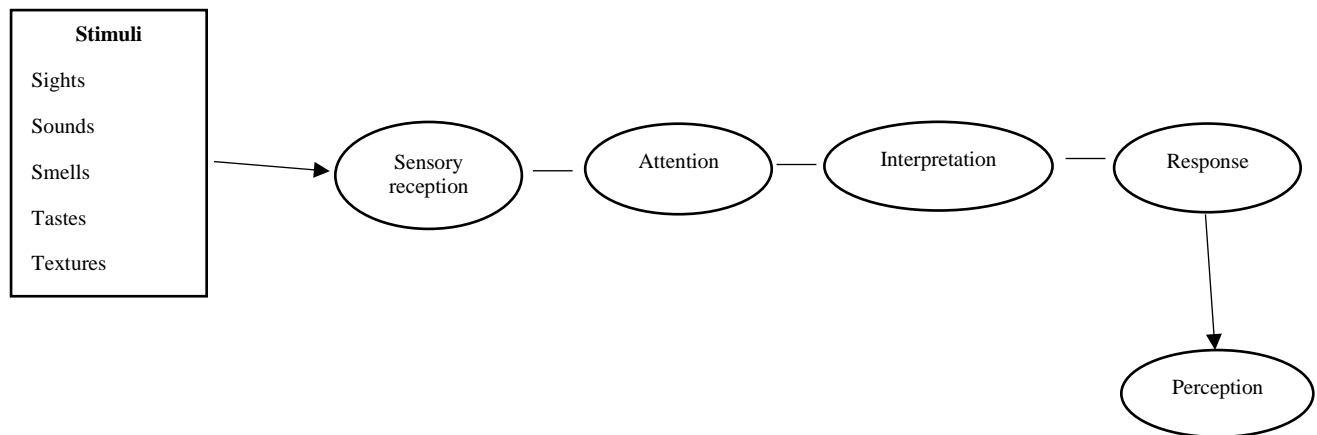 Stimuli
Sights
Sounds
Smells
Tastes
Textures
Sensory
reception
Attention
Interpretation
Response
Perception